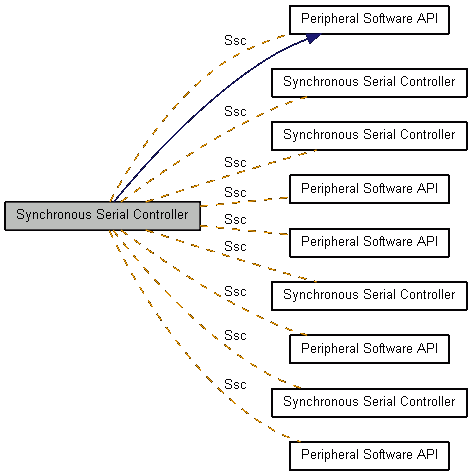 Peripheral Software API
Ssc
Synchronous Serial Controller
Ssc
Synchronous Serial Controller
Ssc
Peripheral Software API
Ssc
Synchronous Serial Controller
Ssc
Peripheral Software API
Ssc
Synchronous Serial Controller
Ssc
Peripheral Software API
Ssc
Synchronous Serial Controller
Ssc
Peripheral Software API